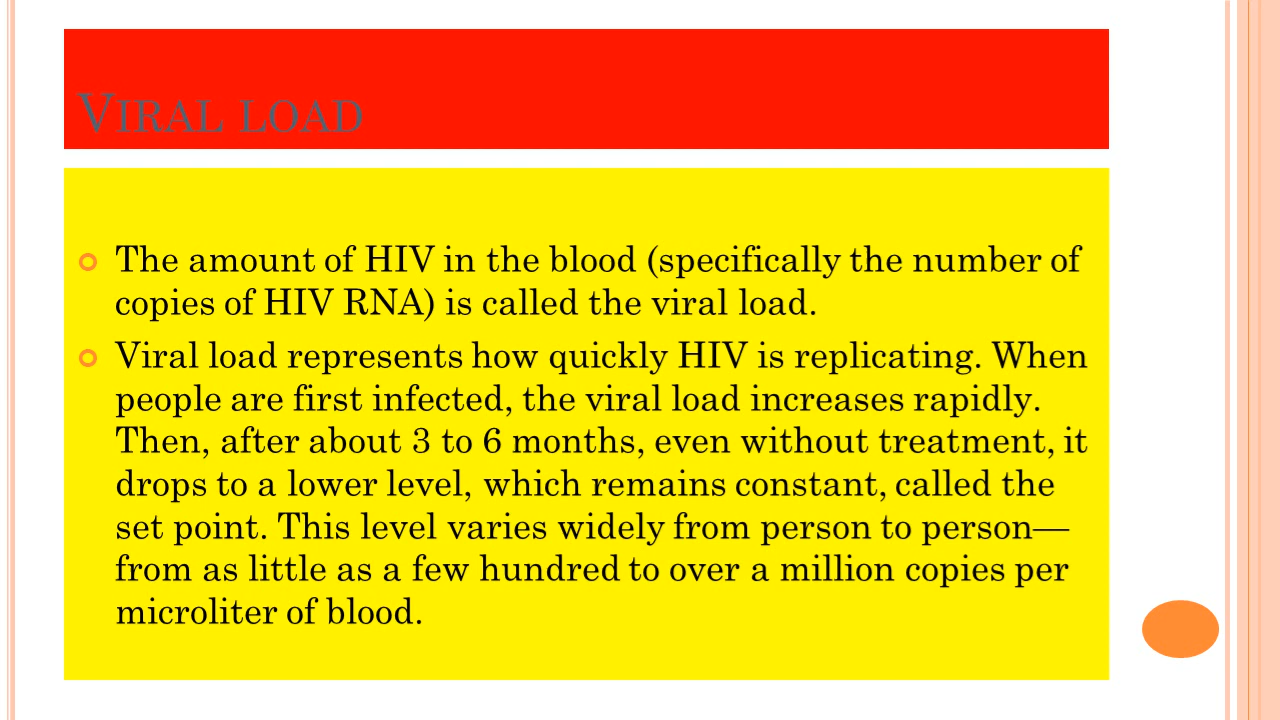 VIRAL LOAD
The amount of HIV in the blood (specifically the number of
copies of HIV RNA) is called the viral load.
Viral load represents how quickly HIV is replicating. When
people are first infected, the viral load increases rapidly.
Then, after about 3 to 6 months, even without treatment, it
drops to a lower level, which remains constant, called the
set point. This level varies widely from person to person—
from as little as a few hundred to over a million copies per
microliter of blood.